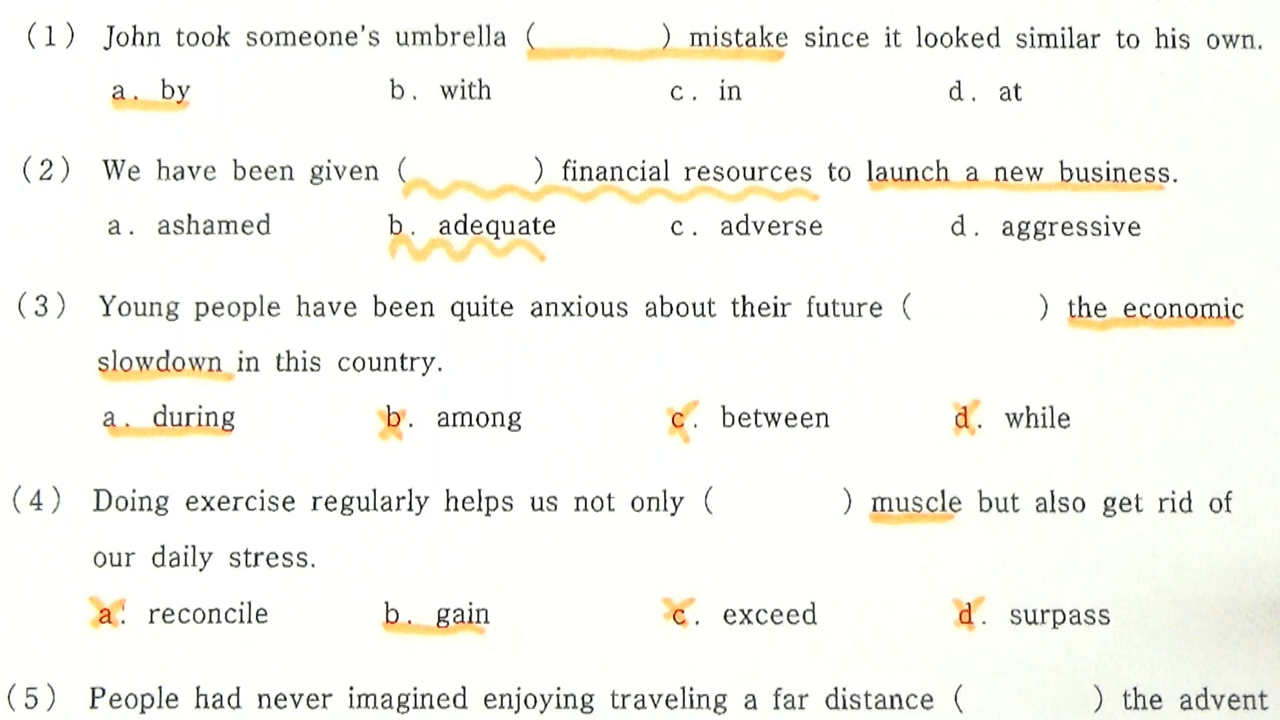 (1) John took someone's umbrella (        ) mistake since it looked similar to his own.
a. by b. with c. in d. at
(2) We have been given (        ) financial resources to launch a new business.
a. ashamed b. adequate c. adverse d. aggressive
(3) Young people have been quite anxious about their future (        ) the economic
slowdown in this country.
a. during b. among c. between d. while
(4) Doing exercise regularly helps us not only (        ) muscle but also get rid of
our daily stress.
a. reconcile b. gain c. exceed d. surpass
(5) People had never imagined enjoying traveling a far distance (        ) the advent